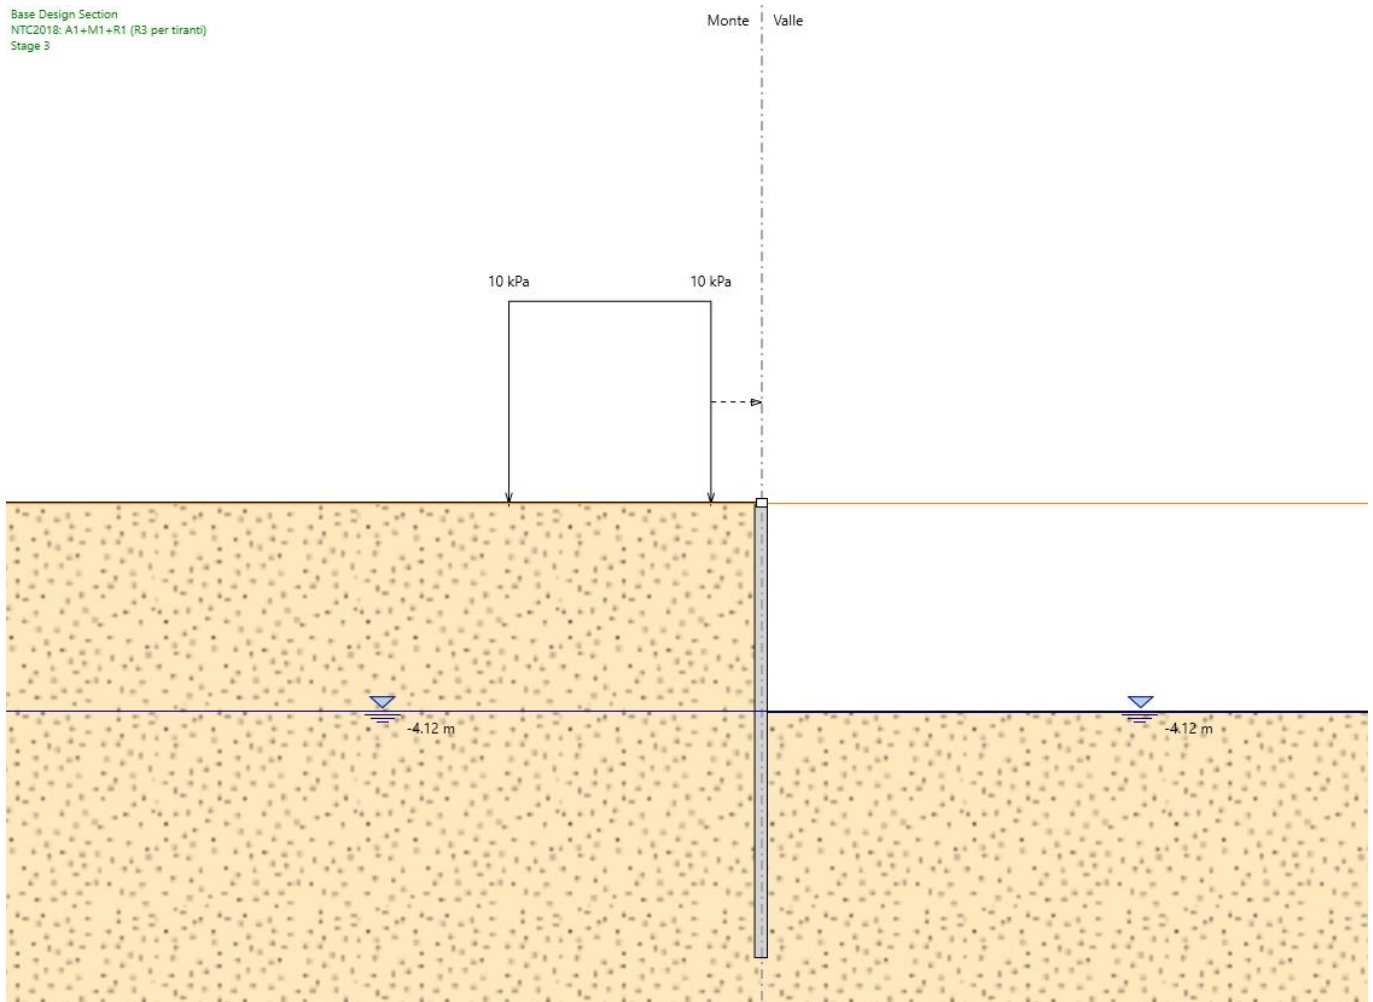 Base Design Section
NTC2018: A1+M1+R1 (R3 per tiranti)
Stage 3
Monte
Valle
10 kPa
10 kPa
-4.12 m
-4.12 m